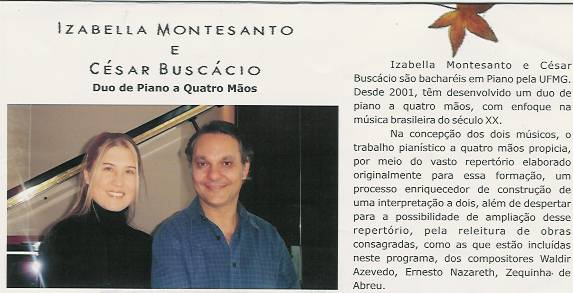 IZABELLA MONTESANTO
E
CÉSAR BUSCÁCIO
Duo de Piano a Quatro Mãos
Izabella Montesanto e César
Buscácio são bacharéis em Piano pela UFMG.
Desde 2001, têm desenvolvido um duo de
piano a quatro mãos, com enfoque na
música brasileira do século XX.
Na concepção dos dois músicos, o
trabalho pianístico a quatro mãos propicia,
por meio do vasto repertório elaborado
originalmente para essa formação, um
processo enriquecedor de construção de
uma interpretação a dois, além de despertar
para a possibilidade de ampliação desse
repertório, pela releitura de obras
consagradas, como as que estão incluídas
neste programa, dos compositores Waldir
Azevedo, Ernesto Nazareth, Zequinha de
Abreu.